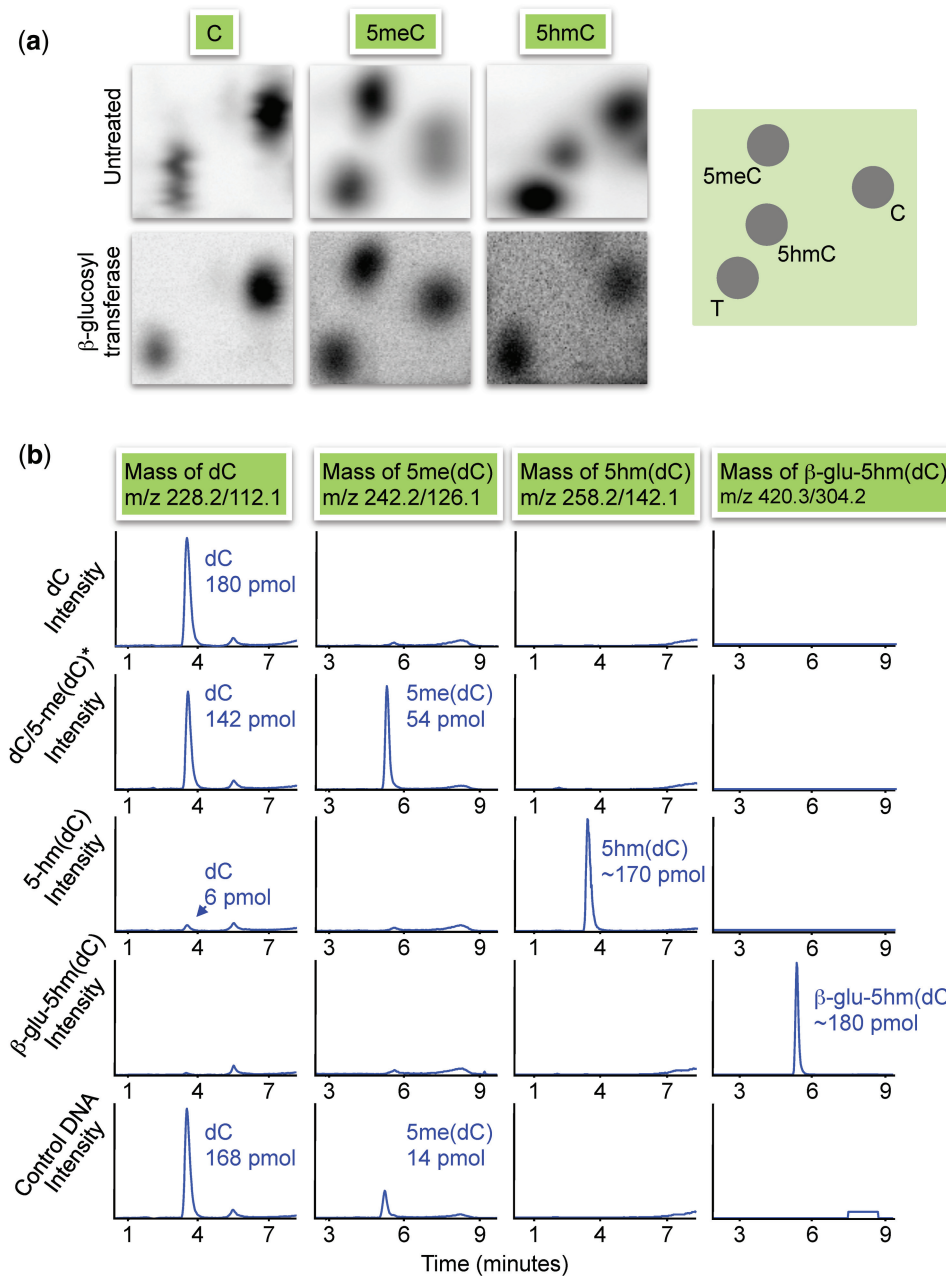 (a)
C
5meC
5hmC
Untreated
β-glucosyl
transferase
5meC
C
5hmC
T
(b)
Mass of dC
m/z 228.2/112.1
Mass of 5me(dC)
m/z 242.2/126.1
Mass of 5hm(dC)
m/z 258.2/142.1
Mass of β-glu-5hm(dC)
m/z 420.3/304.2
dC
Intensity
dC
180 pmol
1 4 7
3 6 9
1 4 7
3 6 9
dC/5-me(dC)*
Intensity
dC
142 pmol
5me(dC)
54 pmol
1 4 7
3 6 9
1 4 7
3 6 9
5-hm(dC)
Intensity
dC
6 pmol
5hm(dC)
~170 pmol
1 4 7
3 6 9
1 4 7
3 6 9
β-glu-5hm(dC)
Intensity
β-glu-5hm(dC
~180 pmol
1 4 7
3 6 9
1 4 7
3 6 9
Control DNA
Intensity
dC
168 pmol
5me(dC)
14 pmol
1 4 7
3 6 9
1 4 7
3 6 9
Time (minutes)